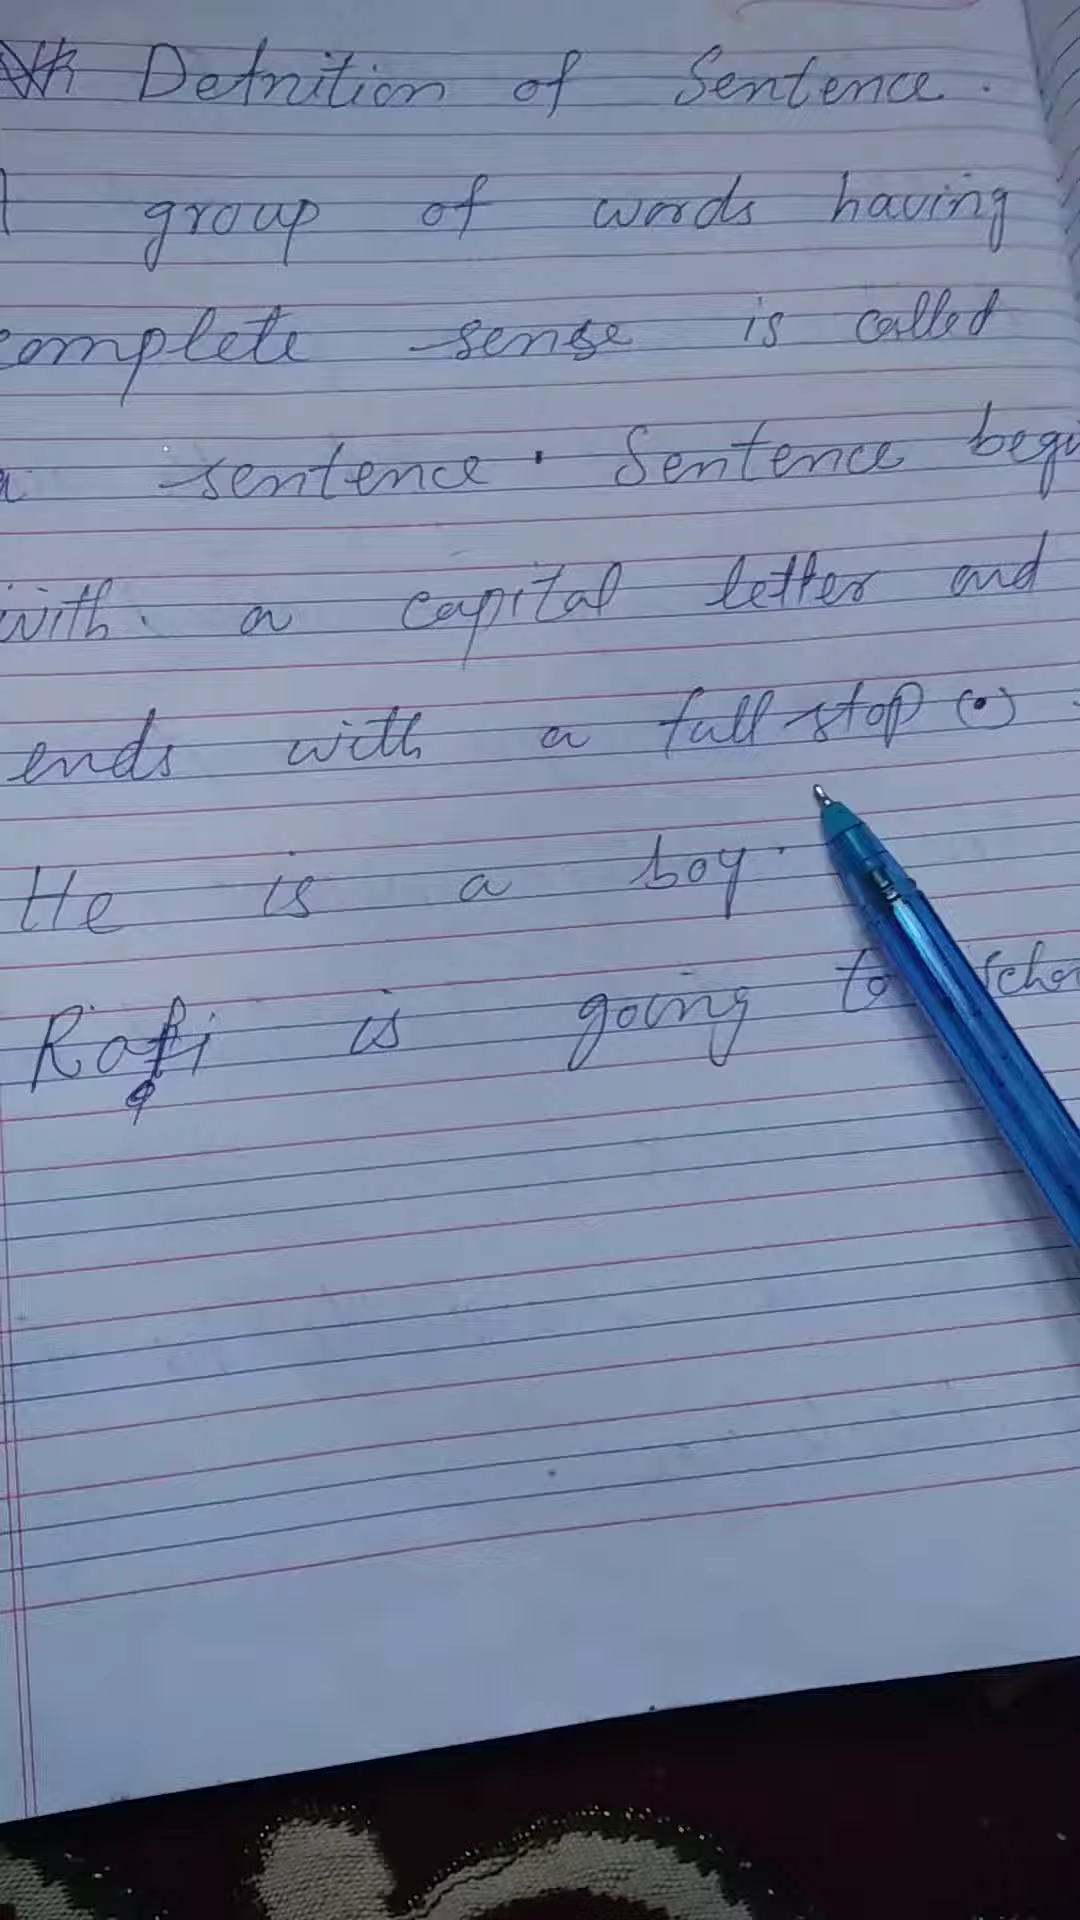 Defnition of Sentence.
group of words having
complete sense is called
a sentence. Sentence
with a capital letter and
ends with a full stop (.)
He is a boy.
Rafi is going to